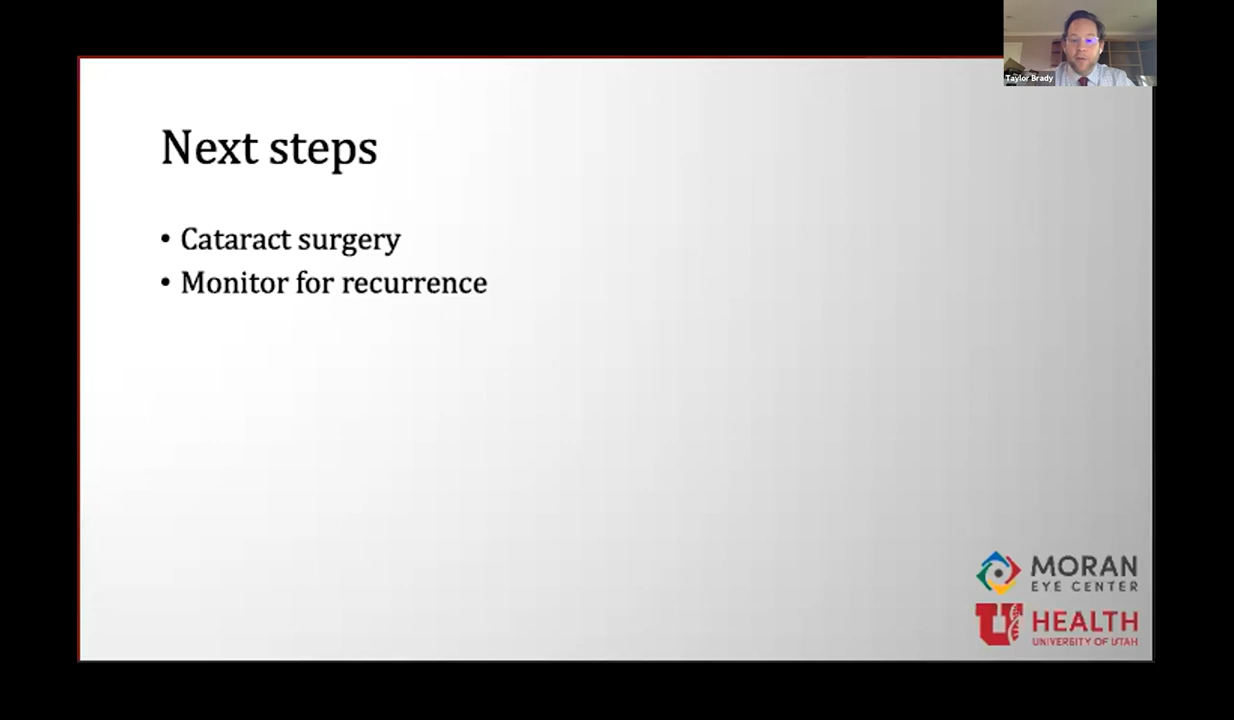 Taylor Brady
Next steps
• Cataract surgery
• Monitor for recurrence
MORAN
EYE CENTER
U HEALTH
UNIVERSITY OF UTAH